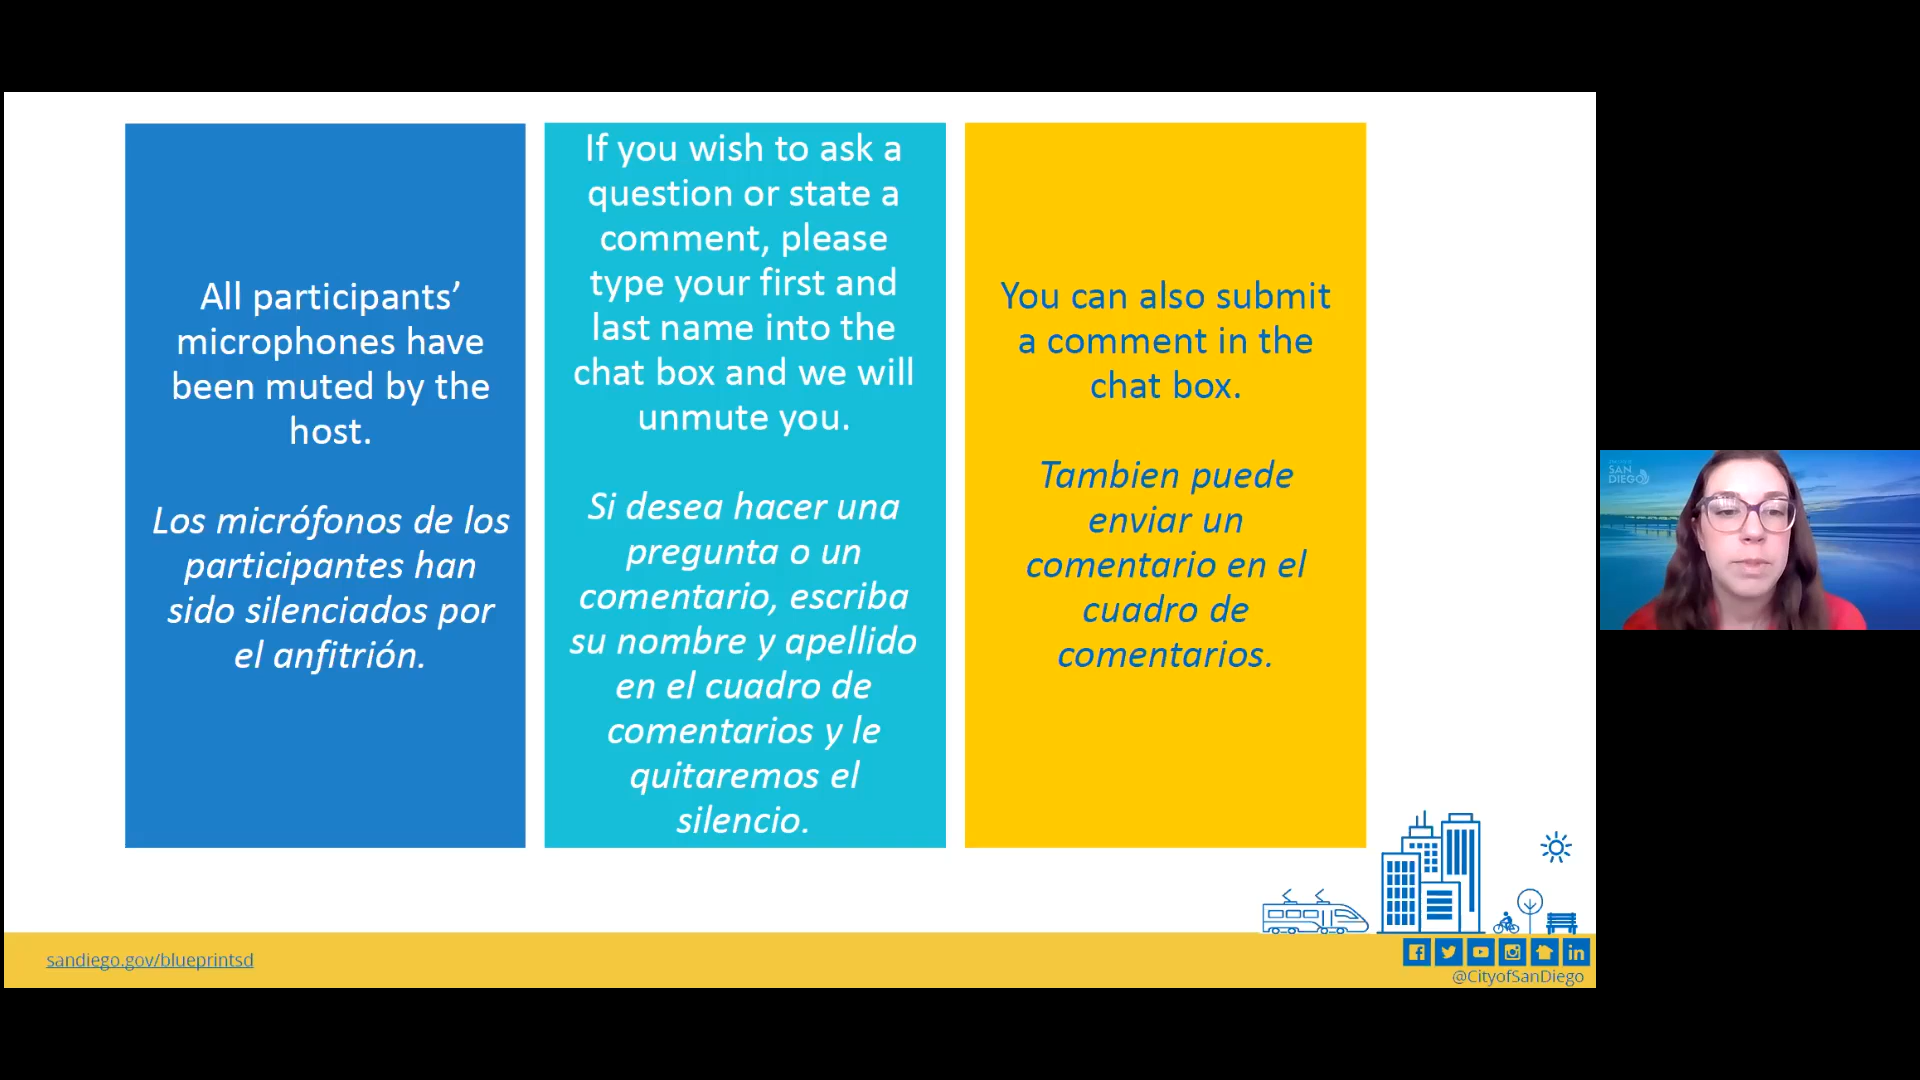 All participants’
microphones have
been muted by the
host.
Los micrófonos de los
participantes han
sido silenciados por
el anfitrión.
If you wish to ask a
question or state a
comment, please
type your first and
last name into the
chat box and we will
unmute you.
Si desea hacer una
pregunta o un
comentario, escriba
su nombre y apellido
en el cuadro de
comentarios y le
quitaremos el
silencio.
You can also submit
a comment in the
chat box.
Tambien puede
enviar un
comentario en el
cuadro de
comentarios.
sandiego.gov/blueprintsd
@CityofSanDiego
SAN
DIEGO